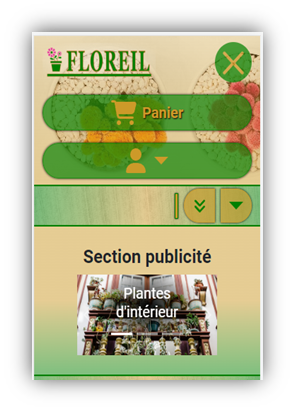 FLOREIL
Panier
Section publicité
Plantes
d'intérieur